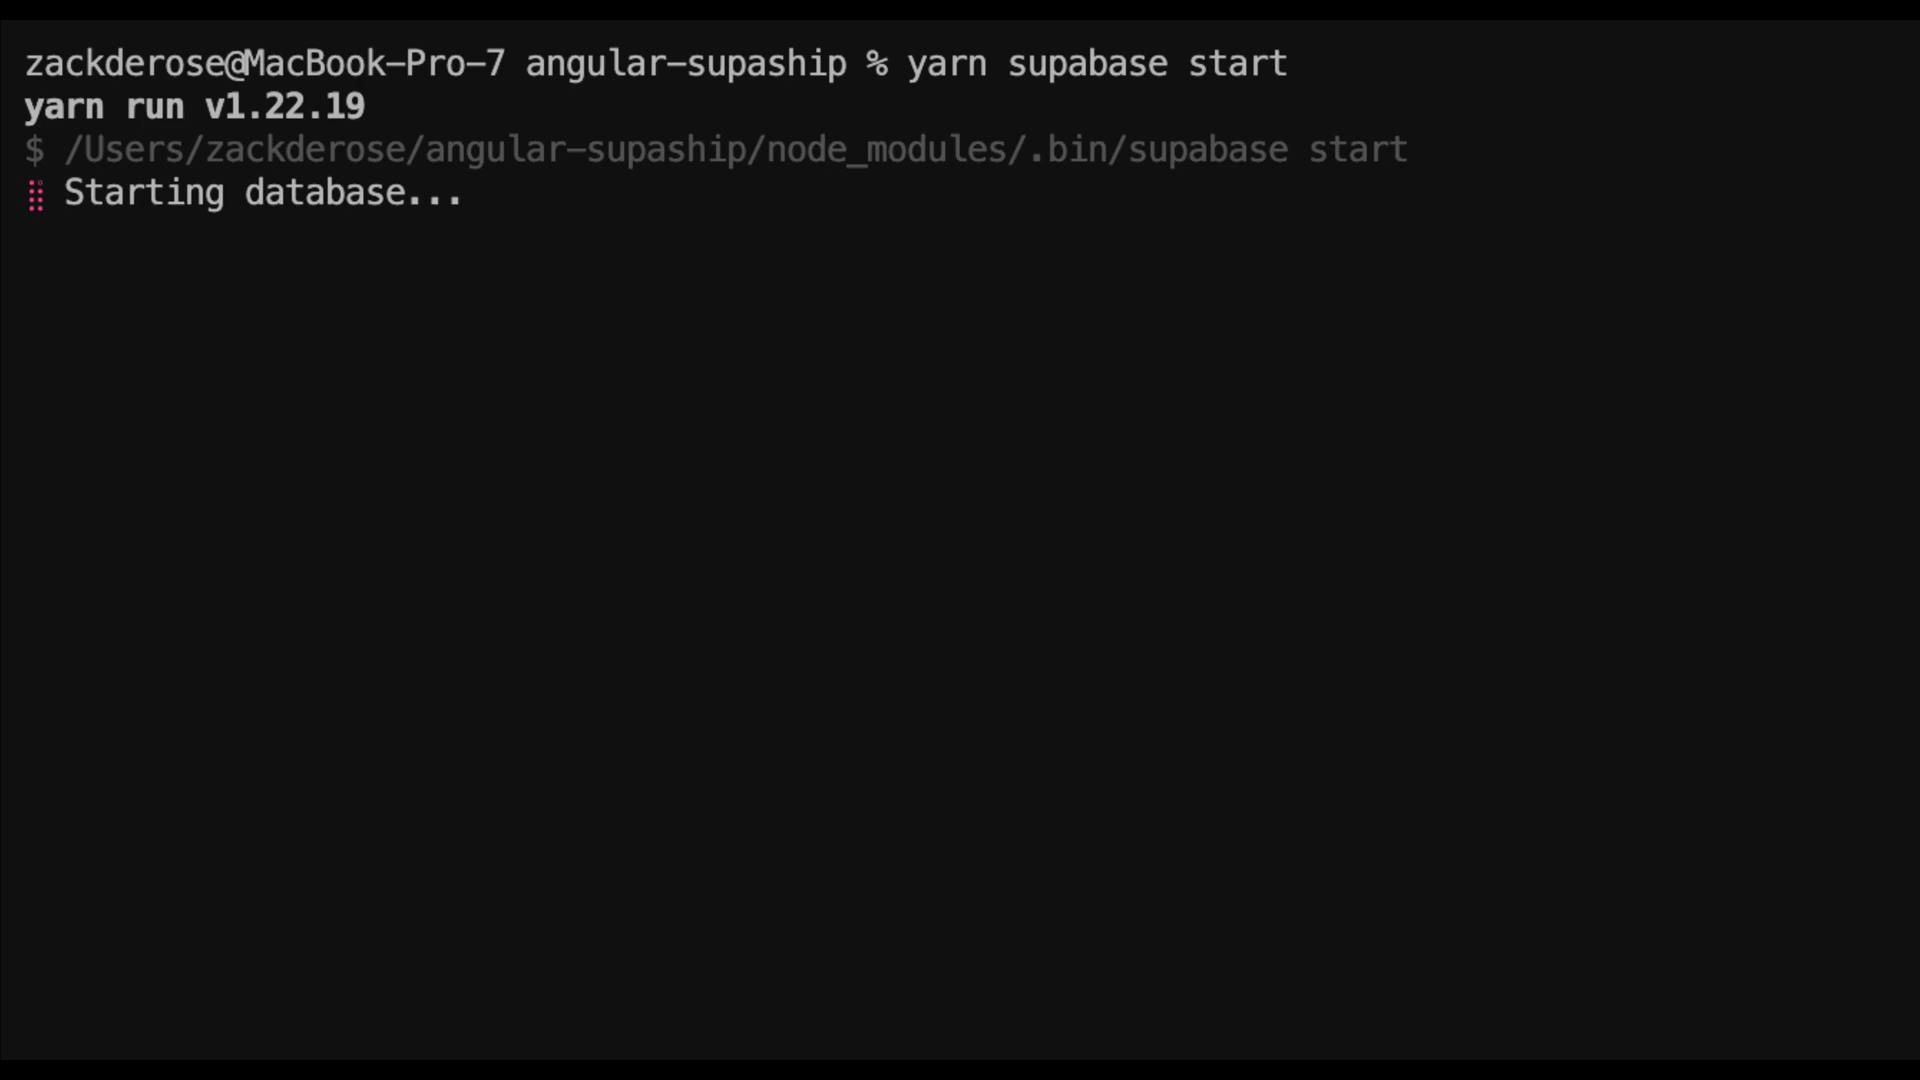 zackderose@MacBook-Pro-7 angular-supaship % yarn supabase start
yarn run v1.22.19
$ /Users/zackderose/angular-supaship/node_modules/.bin/supabase start
⣾ Starting database...